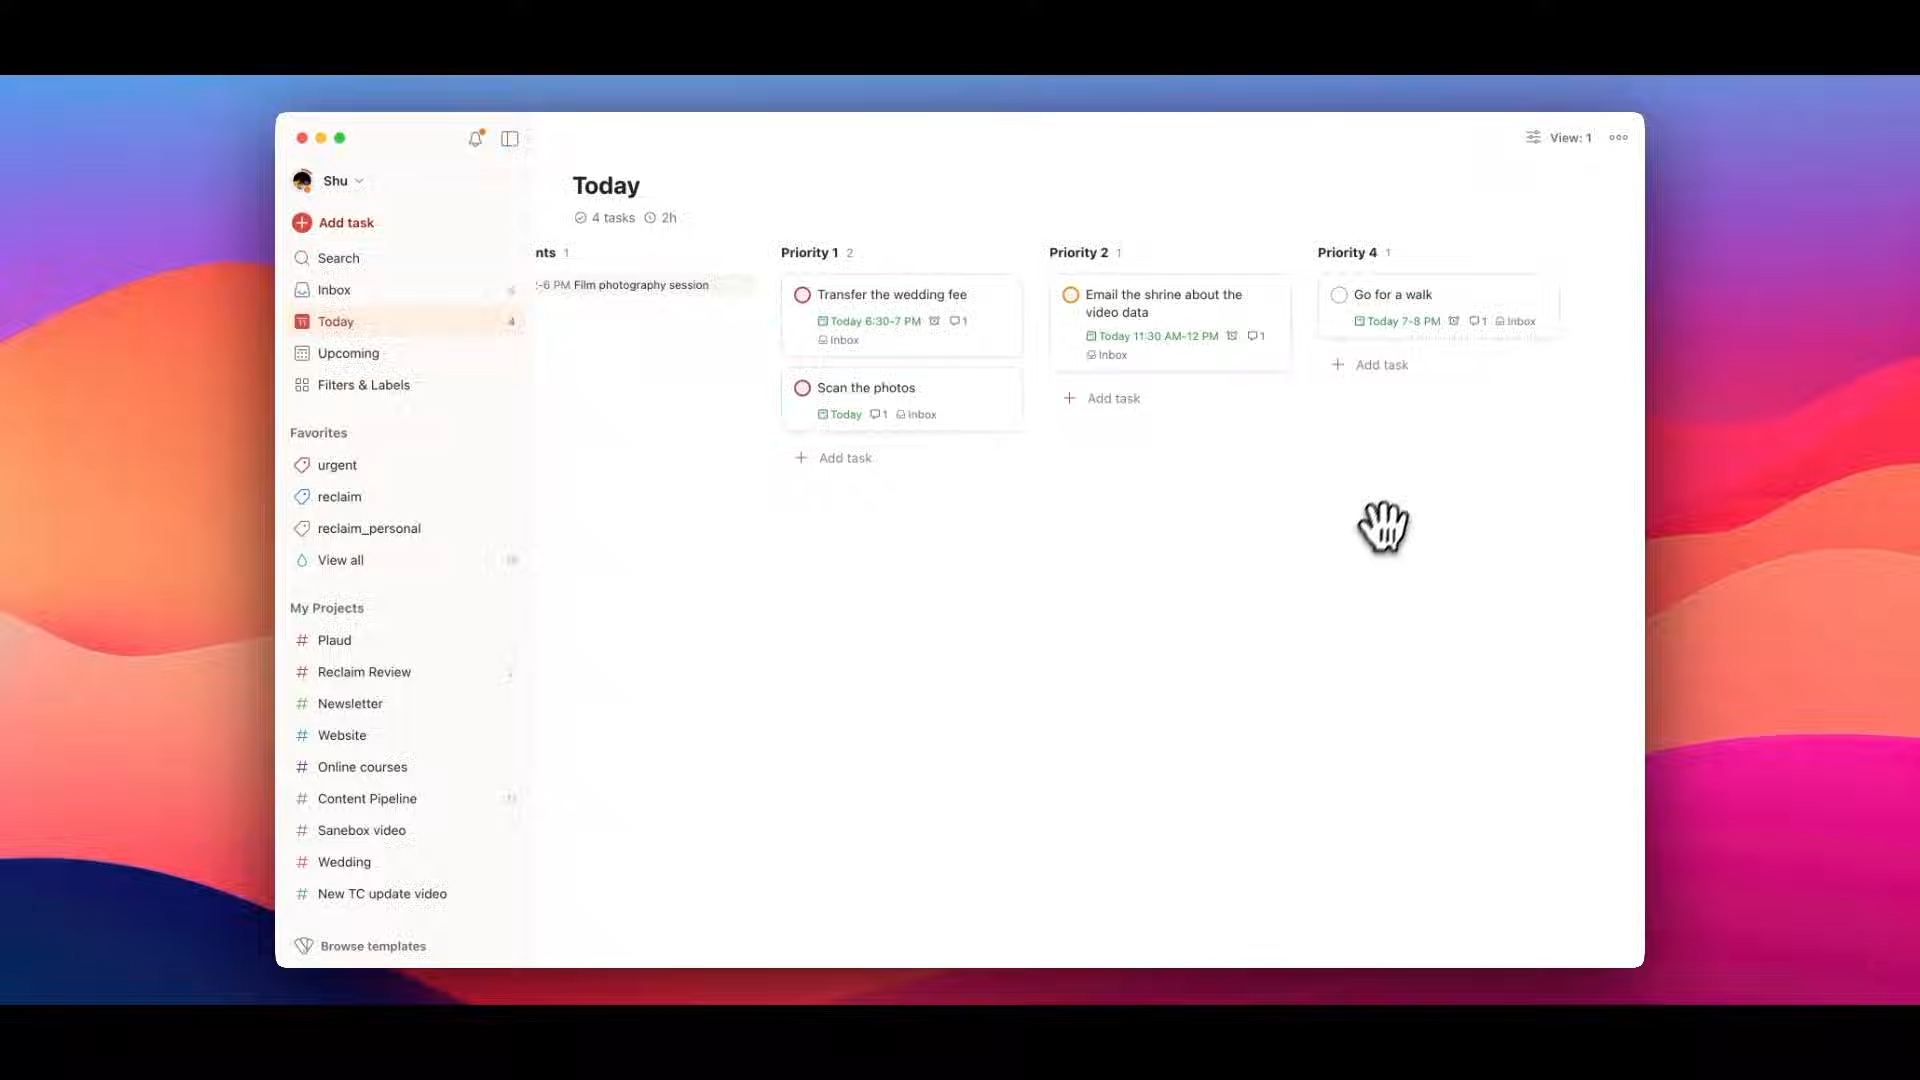 Shu
Add task
Search
Inbox
Today 4
Upcoming
Filters & Labels
Favorites
urgent
reclaim
reclaim_personal
View all
My Projects
# Plaud
# Reclaim Review
# Newsletter
# Website
# Online courses
# Content Pipeline
# Sanebox video
# Wedding
# New TC update video
Browse templates
View: 1
Today
4 tasks 2h
nts 1
-6 PM Film photography session
Priority 1 2
Transfer the wedding fee
Today 6:30-7 PM 1
Inbox
Scan the photos
Today 1 Inbox
+ Add task
Priority 2 1
Email the shrine about the
video data
Today 11:30 AM-12 PM 1
Inbox
+ Add task
Priority 4 1
Go for a walk
Today 7-8 PM 1 Inbox
+ Add task